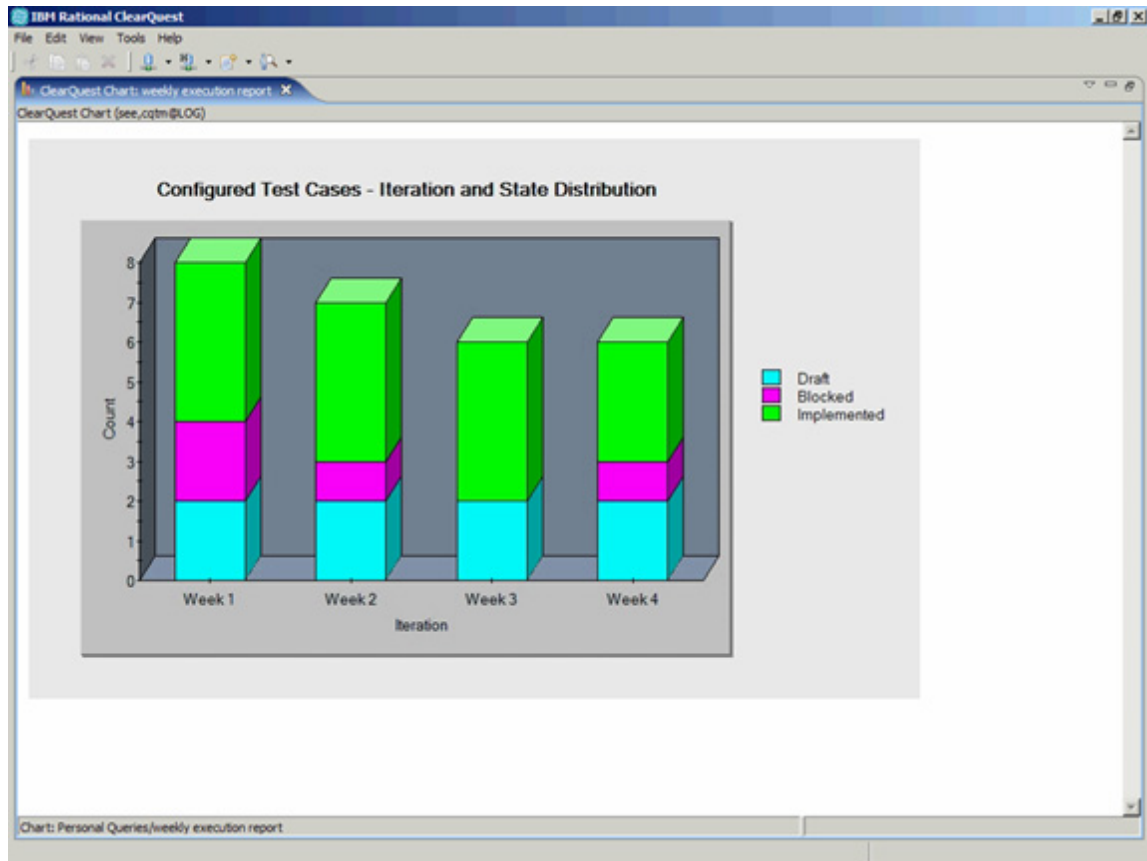 IBM Rational ClearQuest
File Edit View Tools Help
ClearQuest Chart: weekly execution report
ClearQuest Chart (see,cqtm@LOG)
Configured Test Cases - Iteration and State Distribution
8
7
6
5
4
3
2
1
0
Count
Week 1 Week 2 Week 3 Week 4
Iteration
Draft
Blocked
Implemented
Chart: Personal Queries/weekly execution report